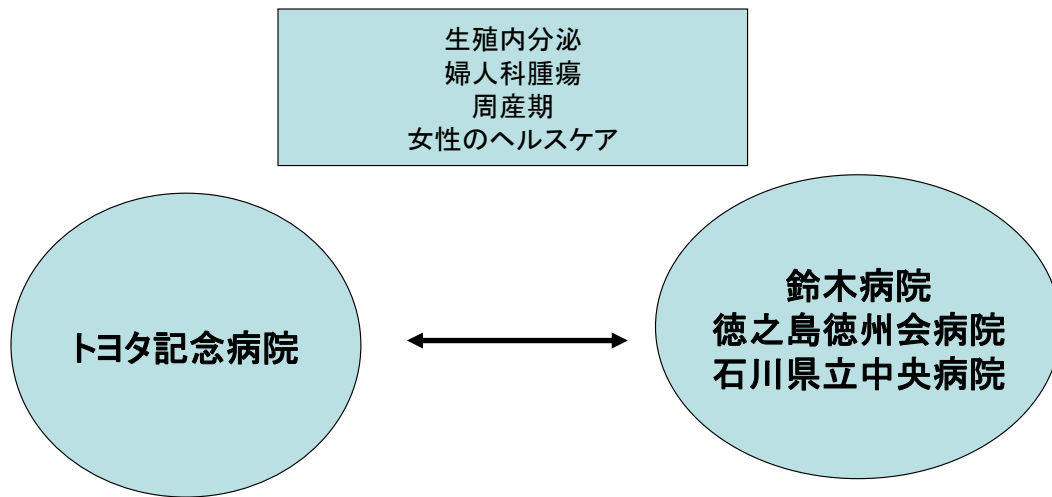 生殖内分泌
婦人科腫瘍
周産期
女性のヘルスケア
トヨタ記念病院
鈴木病院
徳之島徳州会病院
石川県立中央病院